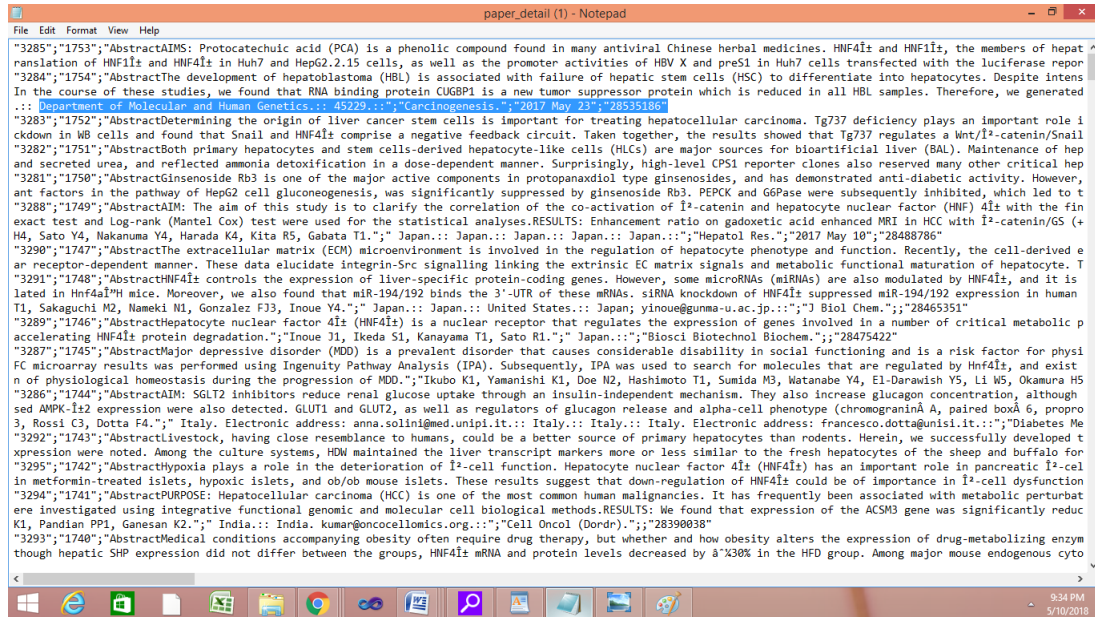 paper_detail (1) - Notepad
File Edit Format View Help
"3285";"1753";"AbstractAIMS: Protocatechuic acid (PCA) is a phenolic compound found in many antiviral Chinese herbal medicines. HNF4Î± and HNF1Î±, the members of hepat
ranslation of HNF1Î± and HNF4Î± in Huh7 and HepG2.2.15 cells, as well as the promoter activities of HBV X and preS1 in Huh7 cells transfected with the luciferase repor
"3284";"1754";"AbstractThe development of hepatoblastoma (HBL) is associated with failure of hepatic stem cells (HSC) to differentiate into hepatocytes. Despite intens
In the course of these studies, we found that RNA binding protein CUGBP1 is a new tumor suppressor protein which is reduced in all HBL samples. Therefore, we generated
.:: Department of Molecular and Human Genetics.:: 45229.::";"Carcinogenesis.";"2017 May 23";"28535186"
"3283";"1752";"AbstractDetermining the origin of liver cancer stem cells is important for treating hepatocellular carcinoma. Tg737 deficiency plays an important role i
ckdown in WB cells and found that Snail and HNF4Î± comprise a negative feedback circuit. Taken together, the results showed that Tg737 regulates a Wnt/Î²-catenin/Snail
"3282";"1751";"AbstractBoth primary hepatocytes and stem cells-derived hepatocyte-like cells (HLCs) are major sources for bioartificial liver (BAL). Maintenance of hep
and secreted urea, and reflected ammonia detoxification in a dose-dependent manner. Surprisingly, high-level CPS1 reporter clones also reserved many other critical hep
"3281";"1750";"AbstractGinsenoside Rb3 is one of the major active components in protopanaxdiol type ginsenosides, and has demonstrated anti-diabetic activity. However,
ant factors in the pathway of HepG2 cell gluconeogenesis, was significantly suppressed by ginsenoside Rb3. PEPCK and G6Pase were subsequently inhibited, which led to t
"3288";"1749";"AbstractAIM: The aim of this study is to clarify the correlation of the co-activation of Î²-catenin and hepatocyte nuclear factor (HNF) 4Î± with the fin
exact test and Log-rank (Mantel Cox) test were used for the statistical analyses.RESULTS: Enhancement ratio on gadoxetic acid enhanced MRI in HCC with Î²-catenin/GS (+
H4, Sato Y4, Nakanuma Y4, Harada K4, Kita R5, Gabata T1.";" Japan.:: Japan.:: Japan.:: Japan.:: Japan.::";"Hepatol Res.";"2017 May 10";"28488786"
"3290";"1747";"AbstractThe extracellular matrix (ECM) microenvironment is involved in the regulation of hepatocyte phenotype and function. Recently, the cell-derived e
ar receptor-dependent manner. These data elucidate integrin-Src signalling linking the extrinsic EC matrix signals and metabolic functional maturation of hepatocyte. T
"3291";"1748";"AbstractHNF4Î± controls the expression of liver-specific protein-coding genes. However, some microRNAs (miRNAs) are also modulated by HNF4Î±, and it is
lated in Hnf4aÎ”H mice. Moreover, we also found that miR-194/192 binds the 3'-UTR of these mRNAs. siRNA knockdown of HNF4Î± suppressed miR-194/192 expression in human
T1, Sakaguchi M2, Nameki N1, Gonzalez FJ3, Inoue Y4.";" Japan.:: Japan.:: United States.:: Japan; yinoue@gunma-u.ac.jp.::";"J Biol Chem.";;"28465351"
"3289";"1746";"AbstractHepatocyte nuclear factor 4Î± (HNF4Î±) is a nuclear receptor that regulates the expression of genes involved in a number of critical metabolic p
accelerating HNF4Î± protein degradation.";"Inoue J1, Ikeda S1, Kanayama T1, Sato R1.";" Japan.::";"Biosci Biotechnol Biochem.";;"28475422"
"3287";"1745";"AbstractMajor depressive disorder (MDD) is a prevalent disorder that causes considerable disability in social functioning and is a risk factor for physi
FC microarray results was performed using Ingenuity Pathway Analysis (IPA). Subsequently, IPA was used to search for molecules that are regulated by Hnf4Î±, and exist
n of physiological homeostasis during the progression of MDD.";"Ikubo K1, Yamanishi K1, Doe N2, Hashimoto T1, Sumida M3, Watanabe Y4, El-Darawish Y5, Li W5, Okamura H5
"3286";"1744";"AbstractAIM: SGLT2 inhibitors reduce renal glucose uptake through an insulin-independent mechanism. They also increase glucagon concentration, although
sed AMPK-Î±2 expression were also detected. GLUT1 and GLUT2, as well as regulators of glucagon release and alpha-cell phenotype (chromograninÂ A, paired boxÂ 6, propro
3, Rossi C3, Dotta F4.";" Italy. Electronic address: anna.solini@med.unipi.it.:: Italy.:: Italy.:: Italy. Electronic address: francesco.dotta@unisi.it.::";"Diabetes Me
"3292";"1743";"AbstractLivestock, having close resemblance to humans, could be a better source of primary hepatocytes than rodents. Herein, we successfully developed t
xpression were noted. Among the culture systems, HDW maintained the liver transcript markers more or less similar to the fresh hepatocytes of the sheep and buffalo for
"3295";"1742";"AbstractHypoxia plays a role in the deterioration of Î²-cell function. Hepatocyte nuclear factor 4Î± (HNF4Î±) has an important role in pancreatic Î²-cel
in metformin-treated islets, hypoxic islets, and ob/ob mouse islets. These results suggest that down-regulation of HNF4Î± could be of importance in Î²-cell dysfunction
"3294";"1741";"AbstractPURPOSE: Hepatocellular carcinoma (HCC) is one of the most common human malignancies. It has frequently been associated with metabolic perturbat
ere investigated using integrative functional genomic and molecular cell biological methods.RESULTS: We found that expression of the ACSM3 gene was significantly reduc
K1, Pandian PP1, Ganesan K2.";" India.:: India. kumar@oncocellomics.org.::";"Cell Oncol (Dordr).";;"28390038"
"3293";"1740";"AbstractMedical conditions accompanying obesity often require drug therapy, but whether and how obesity alters the expression of drug-metabolizing enzym
though hepatic SHP expression did not differ between the groups, HNF4Î± mRNA and protein levels decreased by âˆ¼30% in the HFD group. Among major mouse endogenous cyto
9:34 PM
5/10/2018